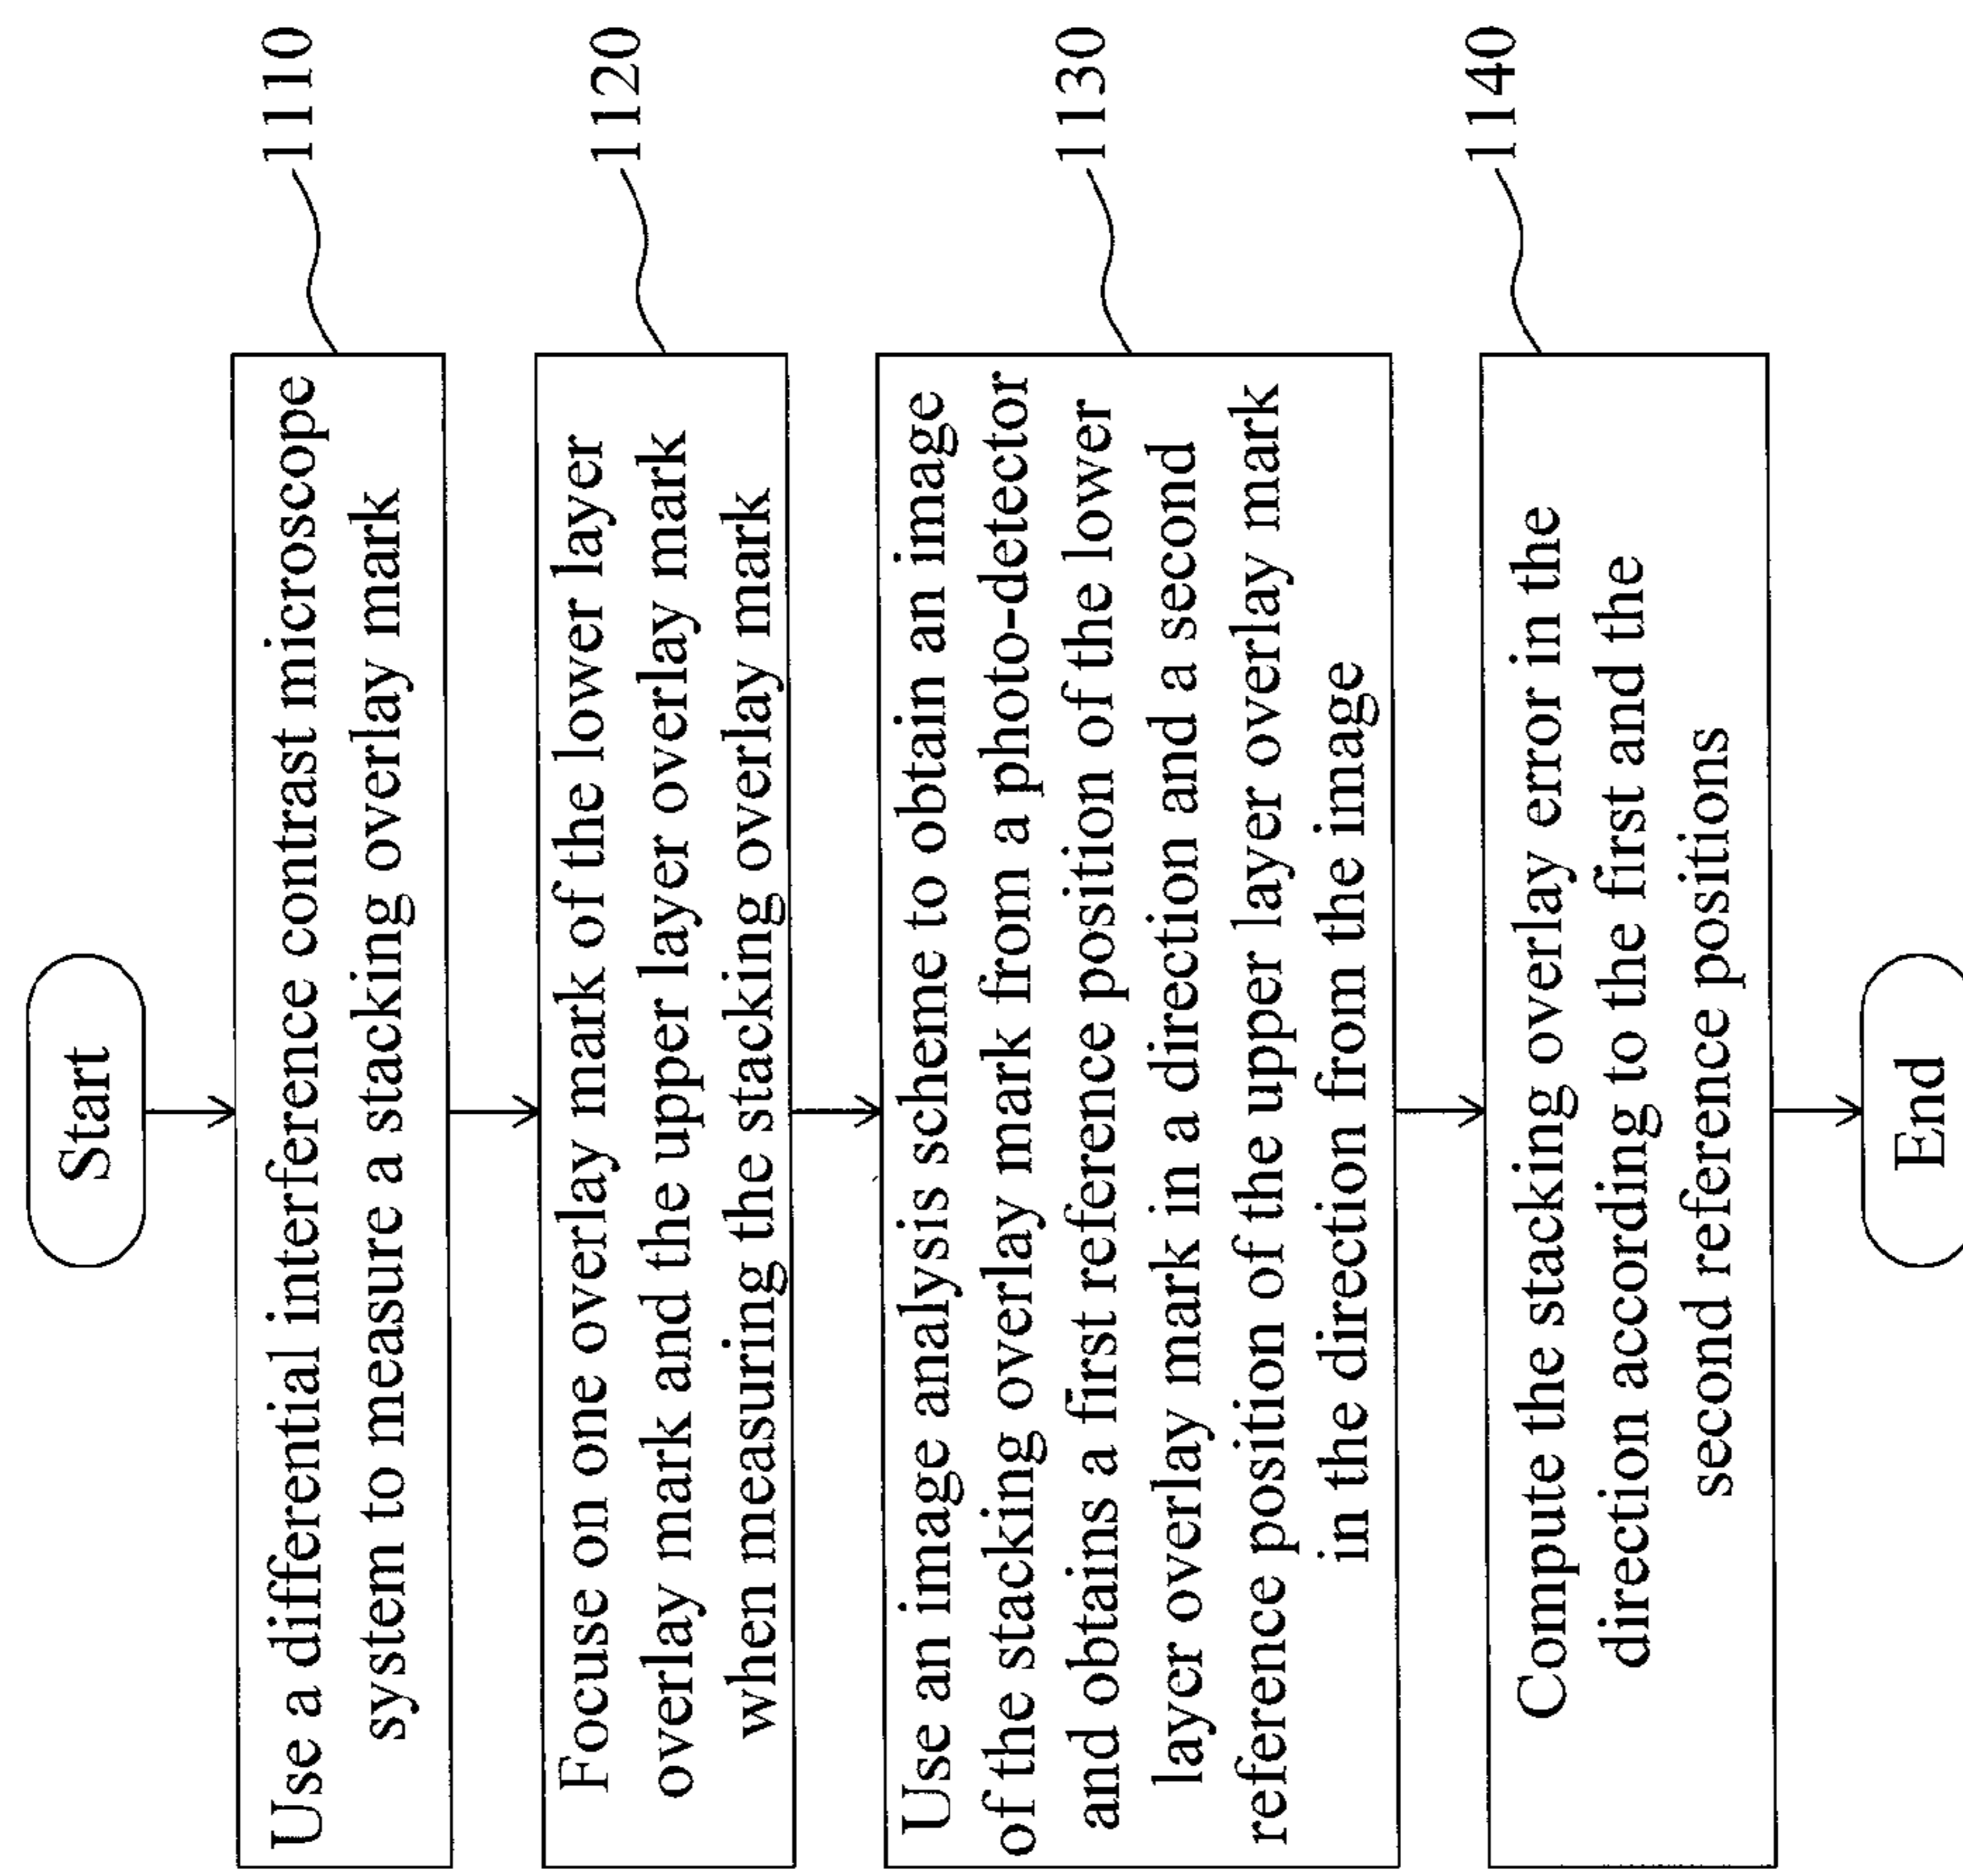 Start
Use a differential interference contrast microscope
system to measure a stacking overlay mark
1110
Focuse on one overlay mark of the lower layer
overlay mark and the upper layer overlay mark
when measuring the stacking overlay mark
1120
Use an image analysis scheme to obtain an image
of the stacking overlay mark from a photo-detector
and obtains a first reference position of the lower
layer overlay mark in a direction and a second
reference position of the upper layer overlay mark
in the direction from the image
1130
Compute the stacking overlay error in the
direction according to the first and the
second reference positions
1140
End